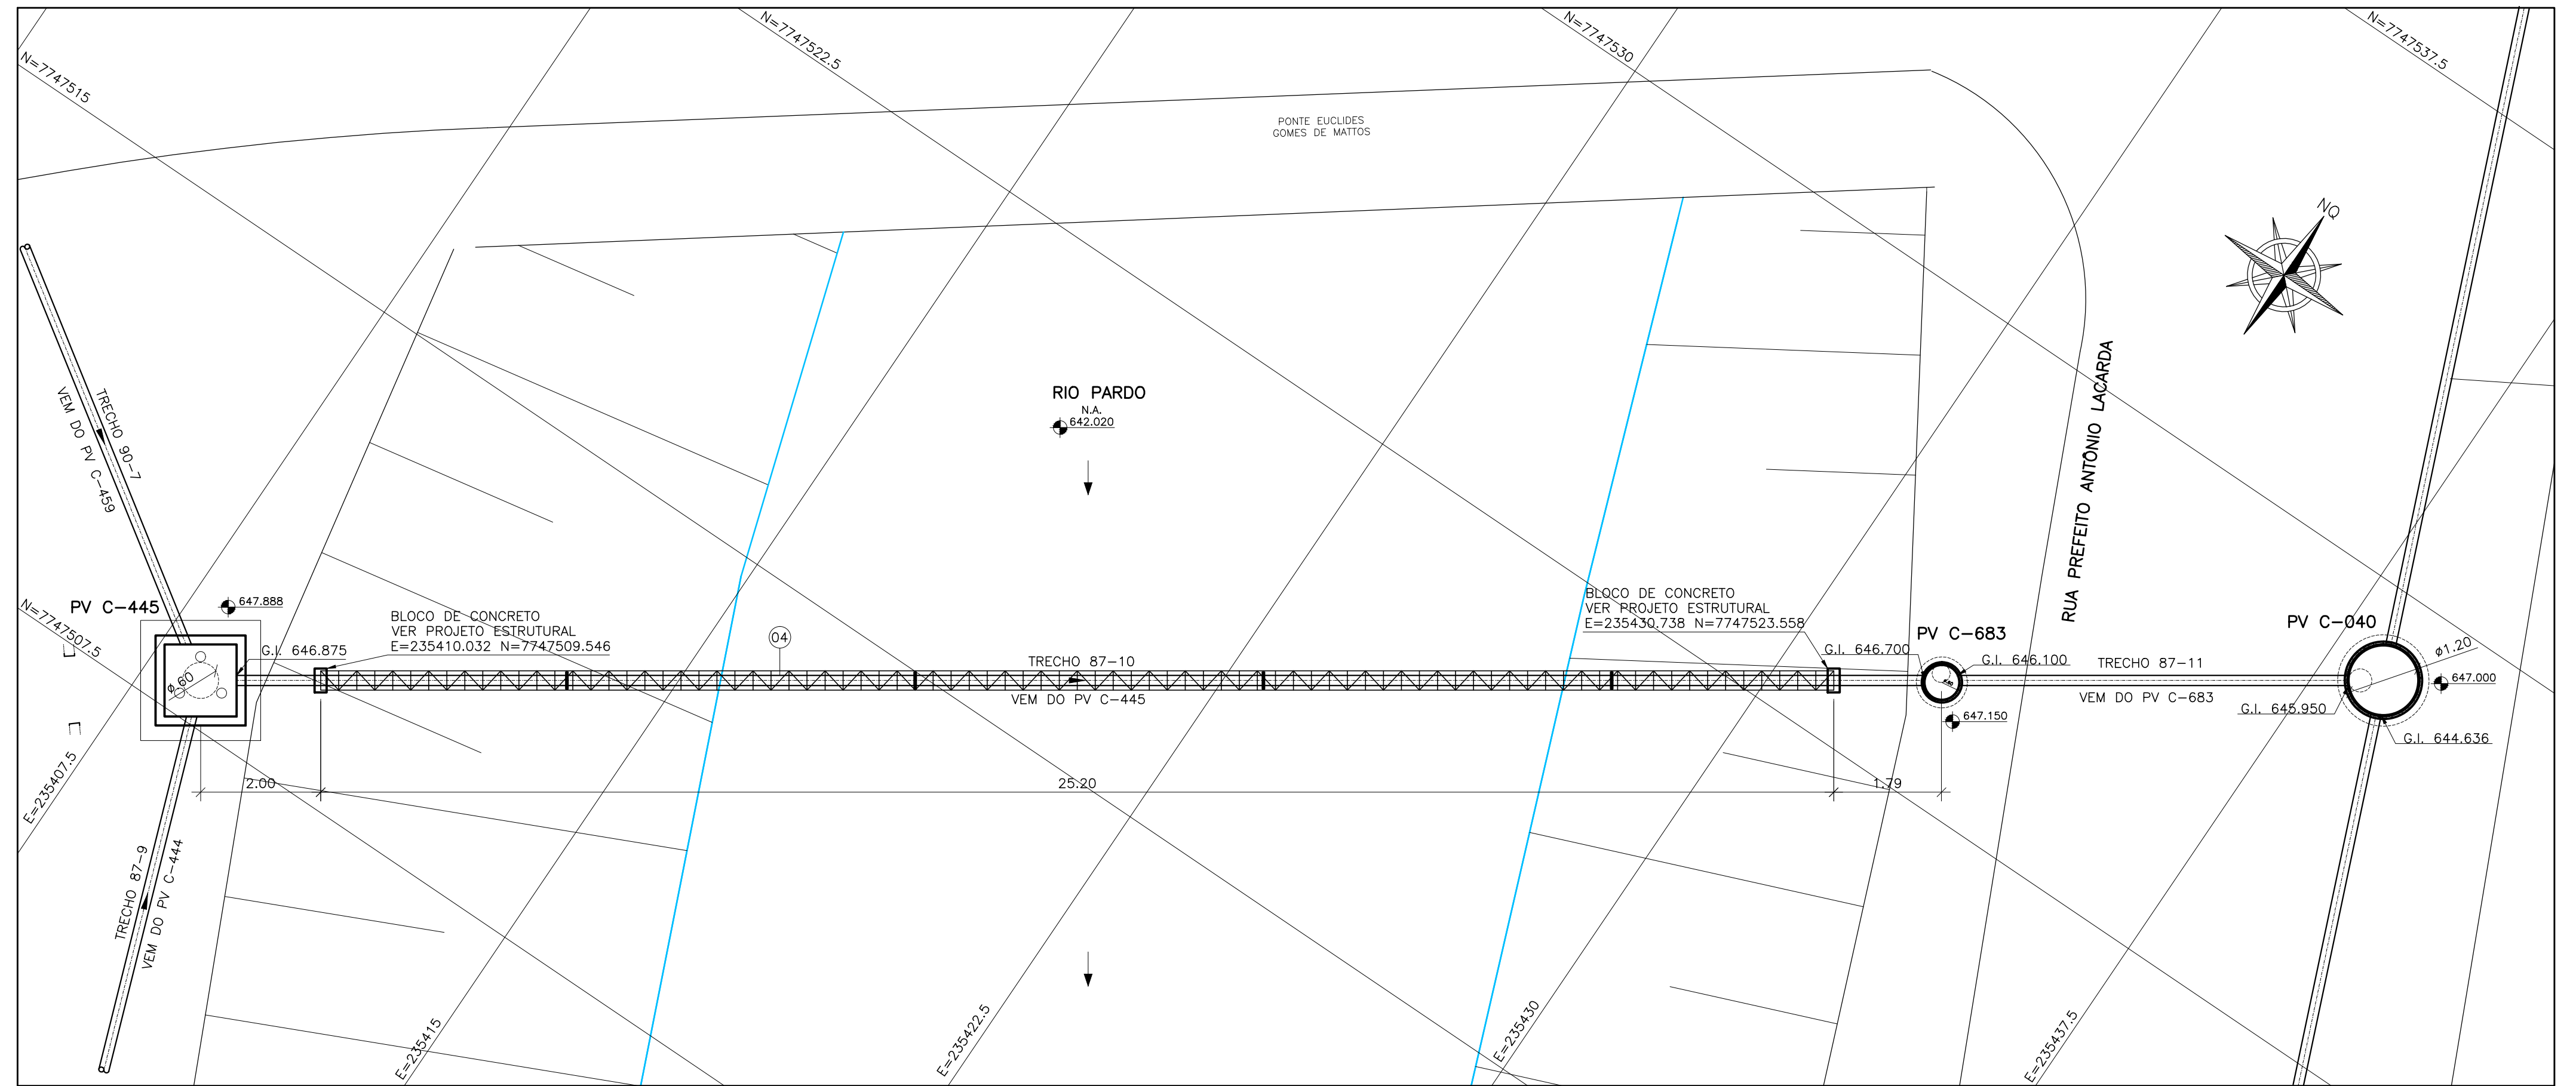 N=7747515
N=7747522.5
N=7747530
N=7747537.5
PONTE EUCLIDES
GOMES DE MATTOS
NQ
RIO PARDO
N.A.
642.020
TRECHO 90-7
VEM DO PV C-459
RUA PREFEITO ANTÔNIO LACARDA
PV C-445
647.888
N=7747507.5
G.I. 646.875
ø.60
BLOCO DE CONCRETO
VER PROJETO ESTRUTURAL
E=235410.032 N=7747509.546
04
TRECHO 87-10
VEM DO PV C-445
BLOCO DE CONCRETO
VER PROJETO ESTRUTURAL
E=235430.738 N=7747523.558
G.I. 646.700
PV C-683
G.I. 646.100
647.150
TRECHO 87-11
VEM DO PV C-683
PV C-040
ø1.20
647.000
G.I. 645.950
G.I. 644.636
2.00
25.20
1.79
E=235407.5
TRECHO 87-9
VEM DO PV C-444
E=235415
E=235422.5
E=235430
E=235437.5